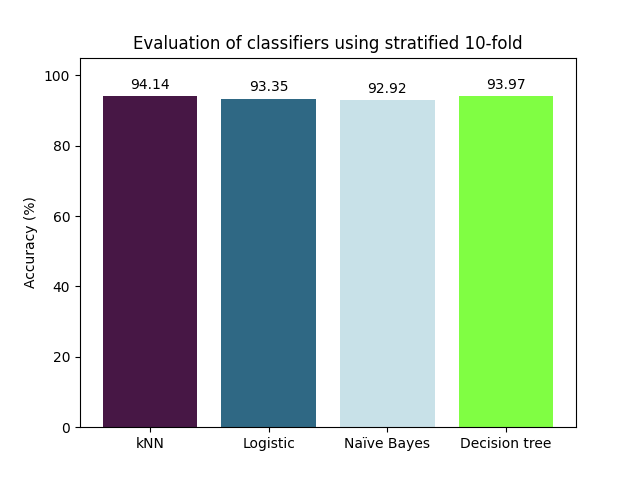 Evaluation of classifiers using stratified 10-fold
94.14
93.35
92.92
93.97
100
80
60
40
20
0
Accuracy (%)
kNN
Logistic
Naïve Bayes
Decision tree